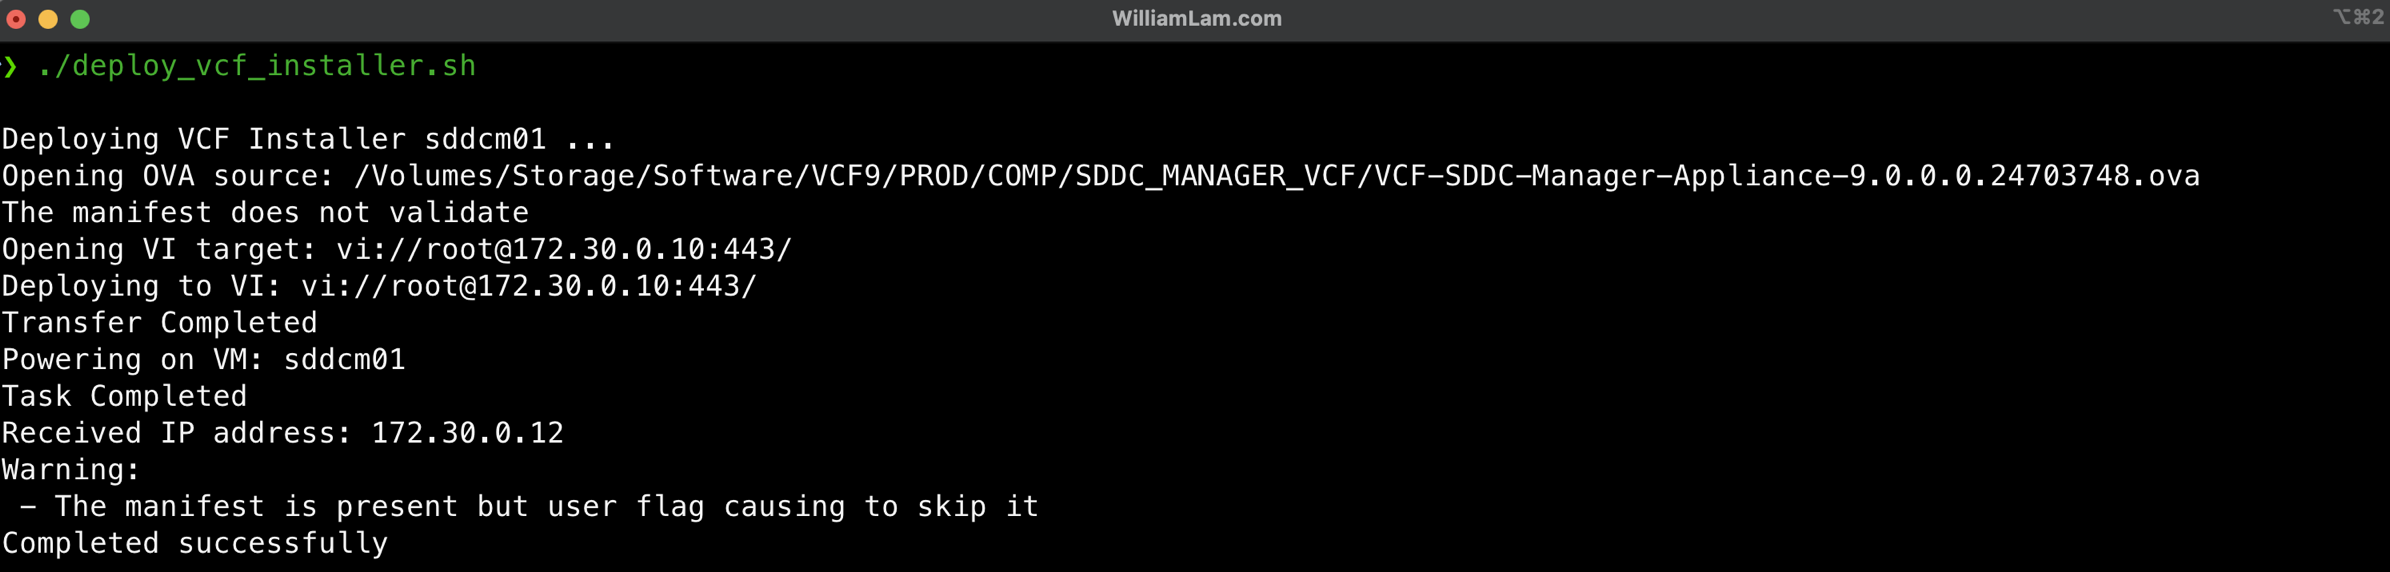 WilliamLam.com
⌥⌘2
❯ ./deploy_vcf_installer.sh
Deploying VCF Installer sddcm01 ...
Opening OVA source: /Volumes/Storage/Software/VCF9/PROD/COMP/SDDC_MANAGER_VCF/VCF-SDDC-Manager-Appliance-9.0.0.0.24703748.ova
The manifest does not validate
Opening VI target: vi://root@172.30.0.10:443/
Deploying to VI: vi://root@172.30.0.10:443/
Transfer Completed
Powering on VM: sddcm01
Task Completed
Received IP address: 172.30.0.12
Warning:
 - The manifest is present but user flag causing to skip it
Completed successfully